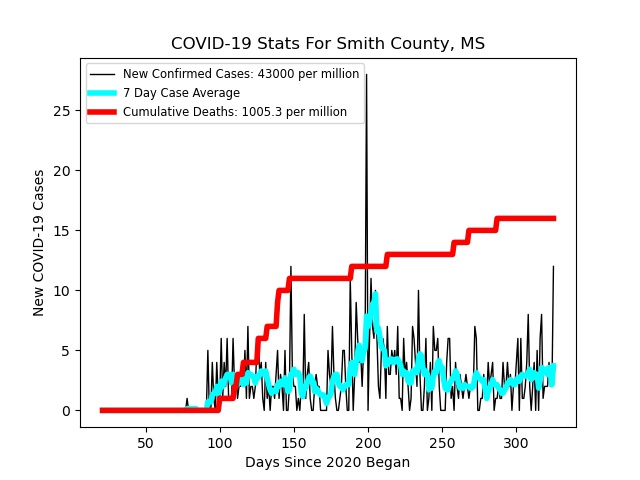 COVID-19 Stats For Smith County, MS
New Confirmed Cases: 43000 per million
7 Day Case Average
Cumulative Deaths: 1005.3 per million
New COVID-19 Cases
25
20
15
10
5
0
50 100 150 200 250 300
Days Since 2020 Began